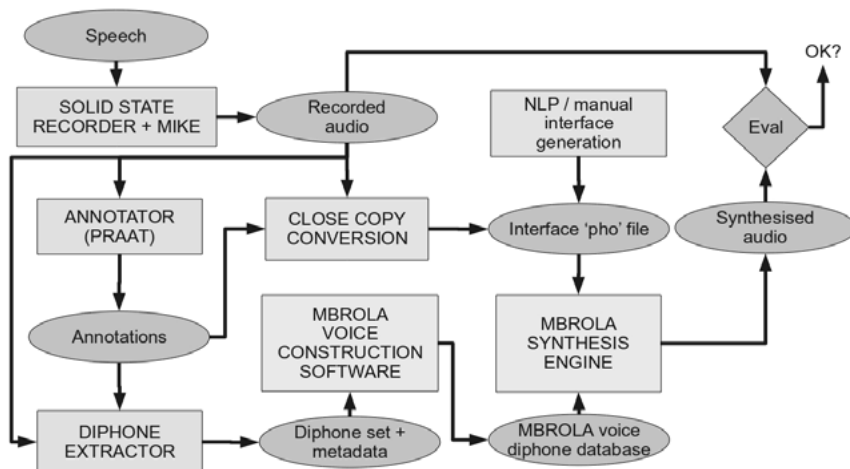 Speech
OK?
SOLID STATE
RECORDER + MIKE
Recorded
audio
NLP / manual
interface
generation
Eval
ANNOTATOR
(PRAAT)
CLOSE COPY
CONVERSION
Interface ‘pho’ file
Synthesised
audio
Annotations
MBROLA
VOICE
CONSTRUCTION
SOFTWARE
MBROLA
SYNTHESIS
ENGINE
DIPHONE
EXTRACTOR
Diphone set +
metadata
MBROLA voice
diphone database